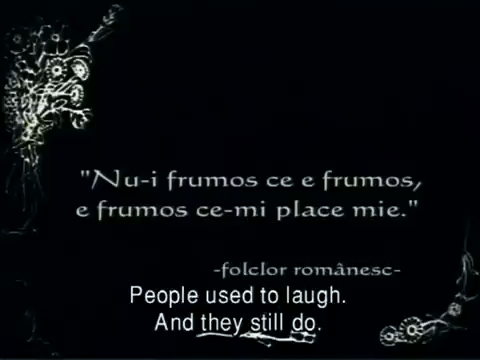 "Nu-i frumos ce e frumos,
e frumos ce-mi place mie."
-folclor românesc-
People used to laugh.
And they still do.